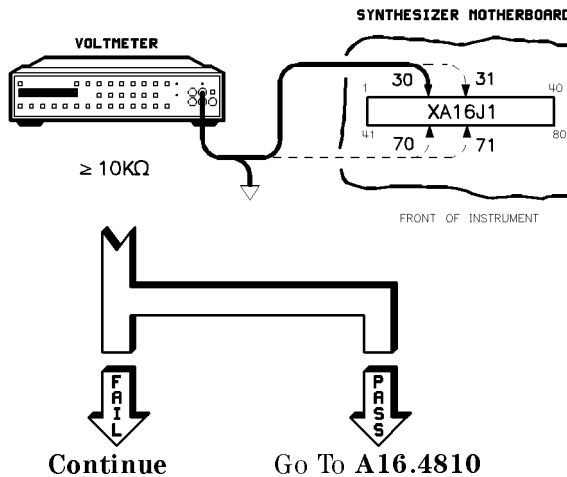 SYNTHESIZER MOTHERBOARD
VOLTMETER
30 31
1 40
XA16J1
41 80
70 71
≥ 10KΩ
FRONT OF INSTRUMENT
FAIL
PASS
Continue
Go To A16.4810